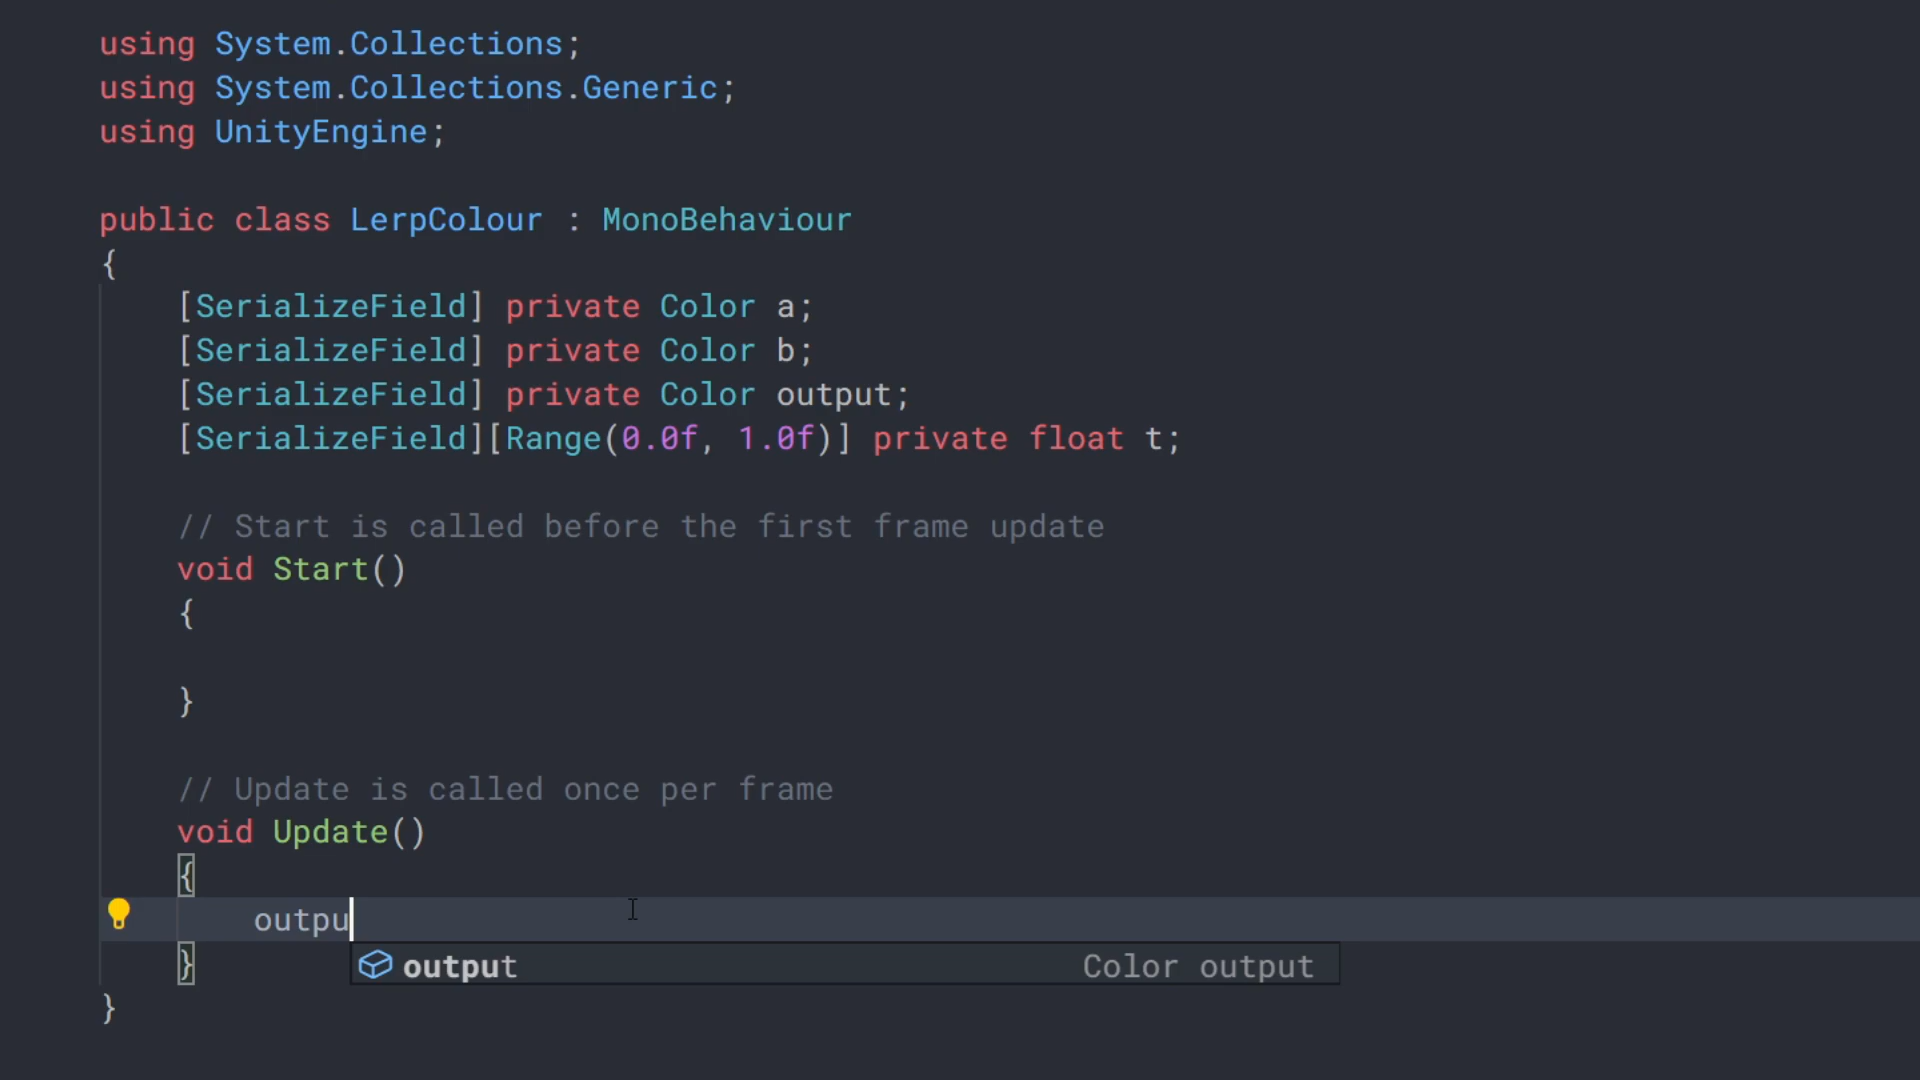 using System.Collections;
using System.Collections.Generic;
using UnityEngine;
public class LerpColour : MonoBehaviour
{
[SerializeField] private Color a;
[SerializeField] private Color b;
[SerializeField] private Color output;
[SerializeField][Range(0.0f, 1.0f)] private float t;
// Start is called before the first frame update
void Start()
{
}
// Update is called once per frame
void Update()
{
outpu
}
output Color output
}